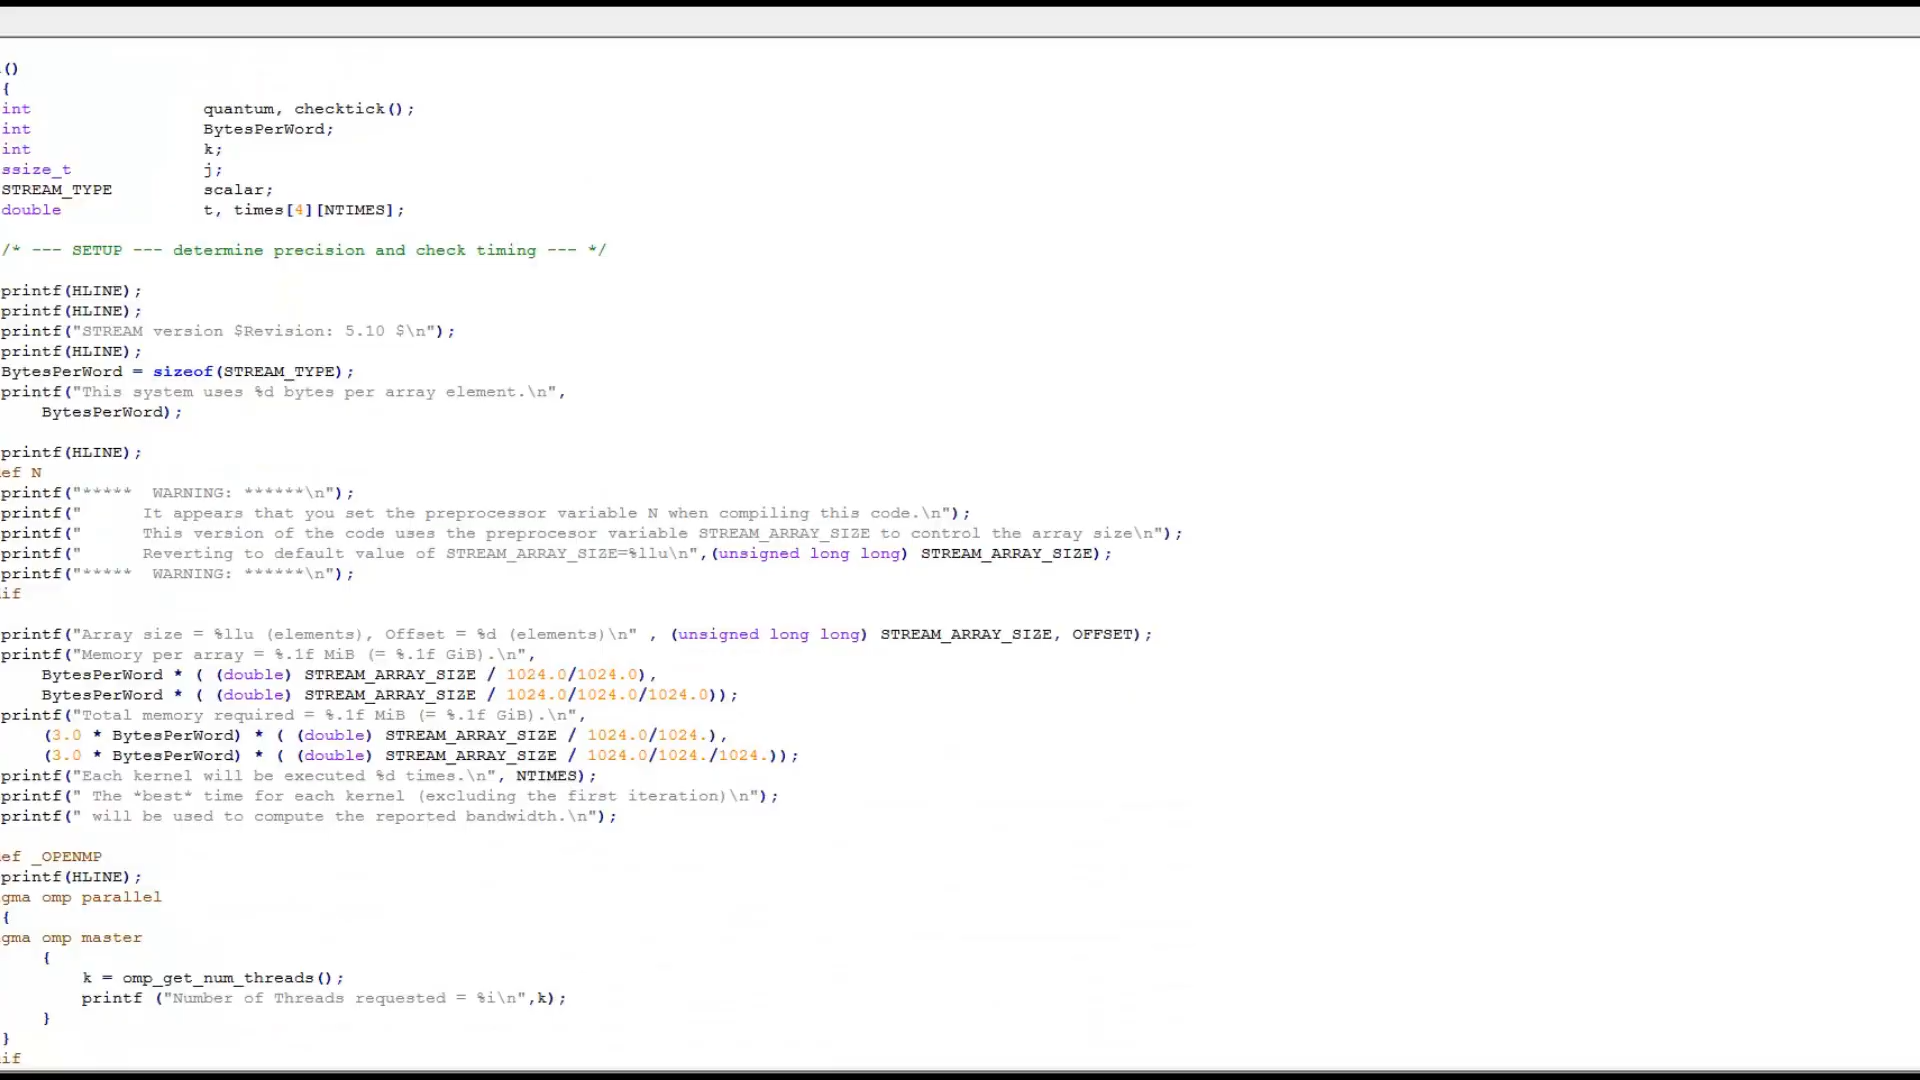 ()
{
int quantum, checktick();
int BytesPerWord;
int k;
ssize_t j;
STREAM_TYPE scalar;
double t, times[4][NTIMES];
/* --- SETUP --- determine precision and check timing --- */
printf(HLINE);
printf(HLINE);
printf("STREAM version $Revision: 5.10 $\n");
printf(HLINE);
BytesPerWord = sizeof(STREAM_TYPE);
printf("This system uses %d bytes per array element.\n",
BytesPerWord);
printf(HLINE);
ef N
printf("***** WARNING: ******\n");
printf(" It appears that you set the preprocessor variable N when compiling this code.\n");
printf(" This version of the code uses the preprocesor variable STREAM_ARRAY_SIZE to control the array size\n");
printf(" Reverting to default value of STREAM_ARRAY_SIZE=%llu\n",(unsigned long long) STREAM_ARRAY_SIZE);
printf("***** WARNING: ******\n");
if
printf("Array size = %llu (elements), Offset = %d (elements)\n" , (unsigned long long) STREAM_ARRAY_SIZE, OFFSET);
printf("Memory per array = %.1f MiB (= %.1f GiB).\n",
BytesPerWord * ( (double) STREAM_ARRAY_SIZE / 1024.0/1024.0),
BytesPerWord * ( (double) STREAM_ARRAY_SIZE / 1024.0/1024.0/1024.0));
printf("Total memory required = %.1f MiB (= %.1f GiB).\n",
(3.0 * BytesPerWord) * ( (double) STREAM_ARRAY_SIZE / 1024.0/1024.),
(3.0 * BytesPerWord) * ( (double) STREAM_ARRAY_SIZE / 1024.0/1024./1024.));
printf("Each kernel will be executed %d times.\n", NTIMES);
printf(" The *best* time for each kernel (excluding the first iteration)\n");
printf(" will be used to compute the reported bandwidth.\n");
ef _OPENMP
printf(HLINE);
gma omp parallel
{
gma omp master
{
k = omp_get_num_threads();
printf ("Number of Threads requested = %i\n",k);
}
}
if